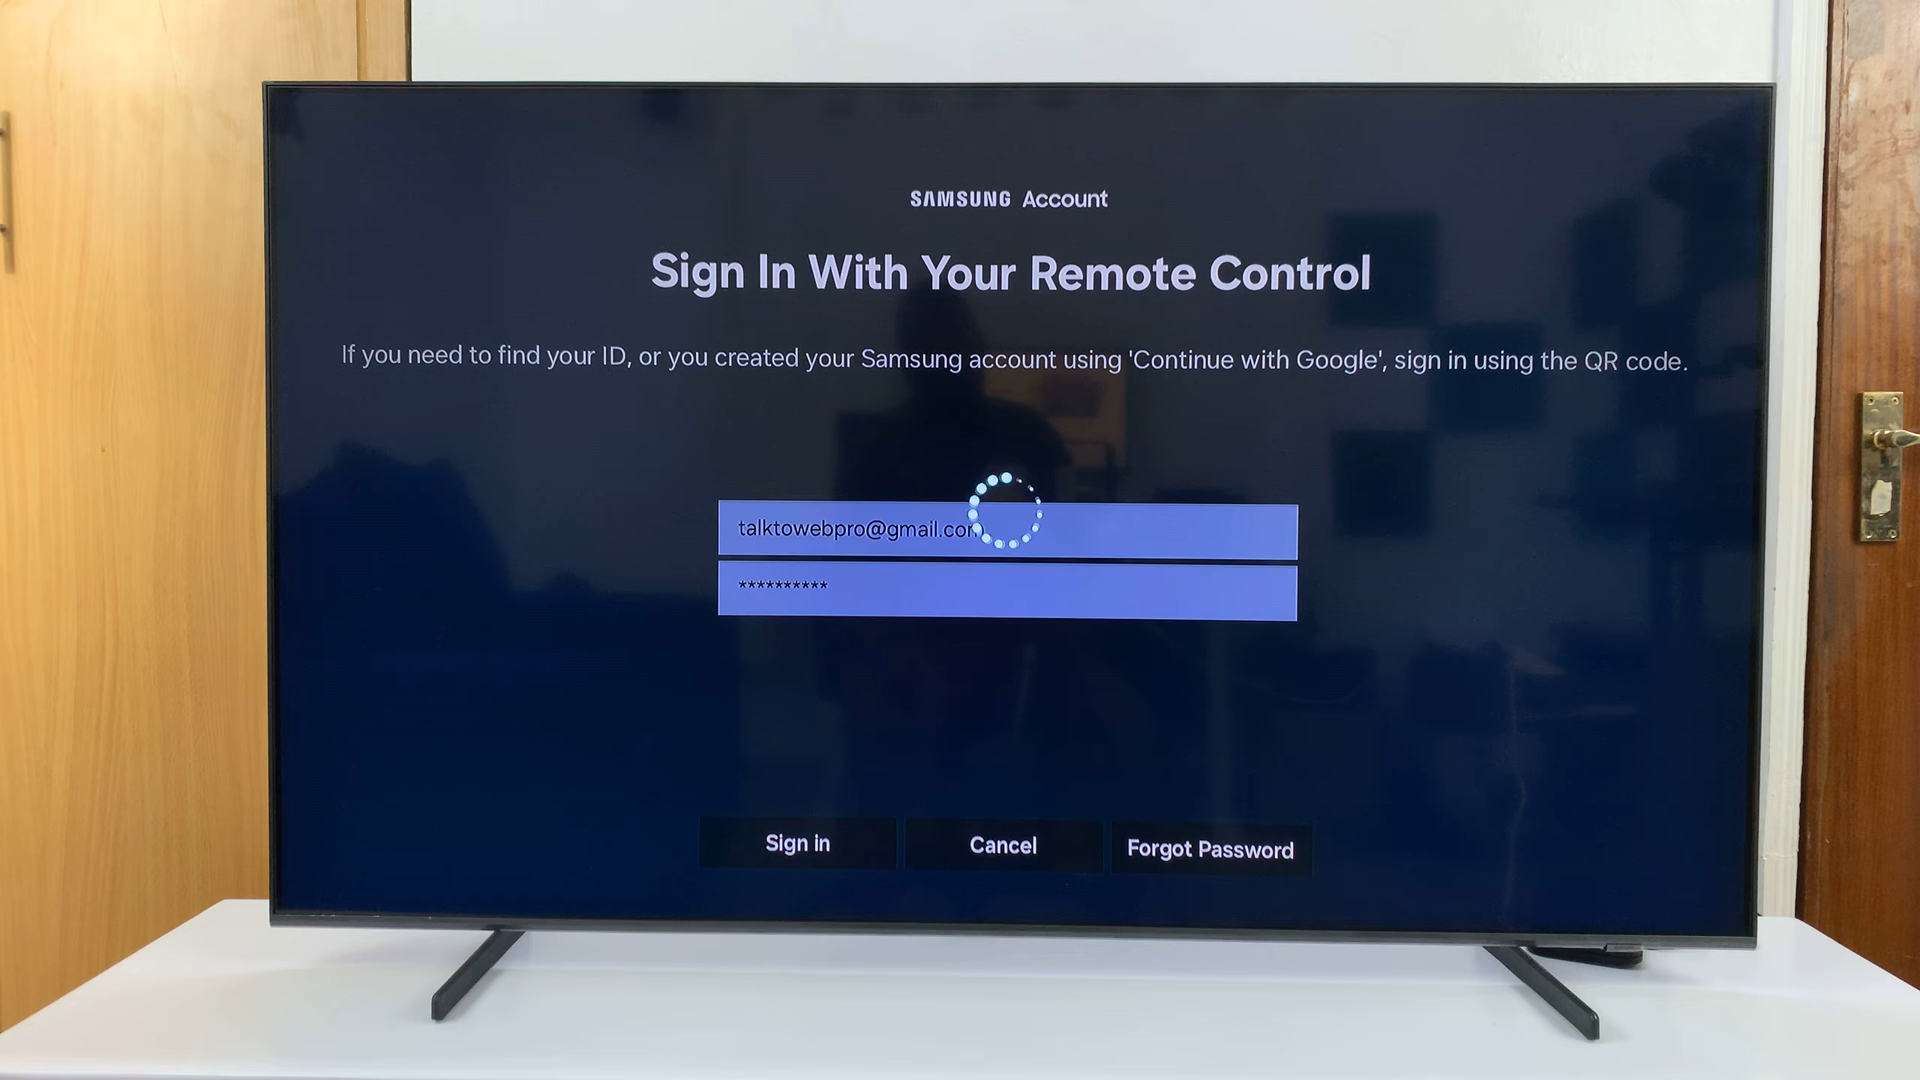 SAMSUNG Account
Sign In With Your Remote Control
If you need to find your ID, or you created your Samsung account using 'Continue with Google', sign in using the QR code.
talktowebpro@gmail.com
**********
Sign in
Cancel
Forgot Password